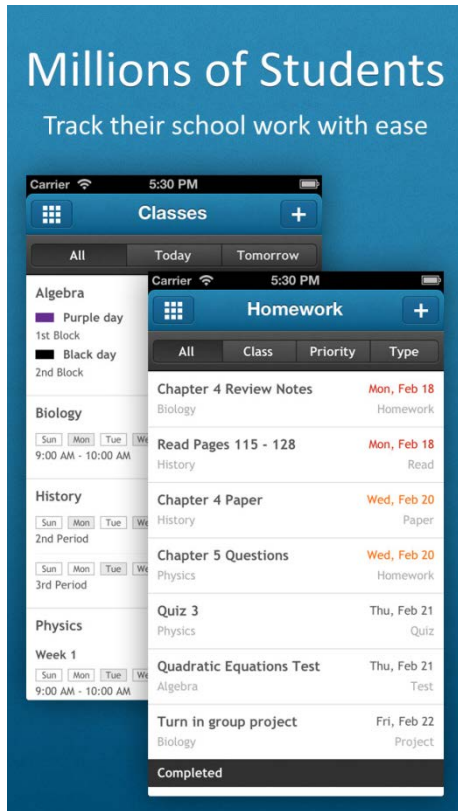 Millions of Students
Track their school work with ease
Carrier 5:30 PM
Classes +
All Today Tomorrow
Algebra
Purple day
1st Block
Black day
2nd Block
Biology
Sun Mon Tue
9:00 AM - 10:00 AM
History
Sun Mon Tue
2nd Period
Sun Mon Tue
3rd Period
Physics
Week 1
Sun Mon Tue
9:00 AM - 10:00 AM
Carrier 5:30 PM
Homework +
All Class Priority Type
Chapter 4 Review Notes Mon, Feb 18
Biology Homework
Read Pages 115 - 128 Mon, Feb 18
History Read
Chapter 4 Paper Wed, Feb 20
History Paper
Chapter 5 Questions Wed, Feb 20
Physics Homework
Quiz 3 Thu, Feb 21
Physics Quiz
Quadratic Equations Test Thu, Feb 21
Algebra Test
Turn in group project Fri, Feb 22
Biology Project
Completed